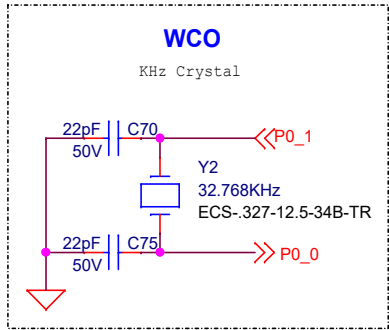 WCO
KHz Crystal
22pF C70
50V
P0_1
Y2
32.768KHz
ECS-.327-12.5-34B-TR
22pF C75
50V
P0_0